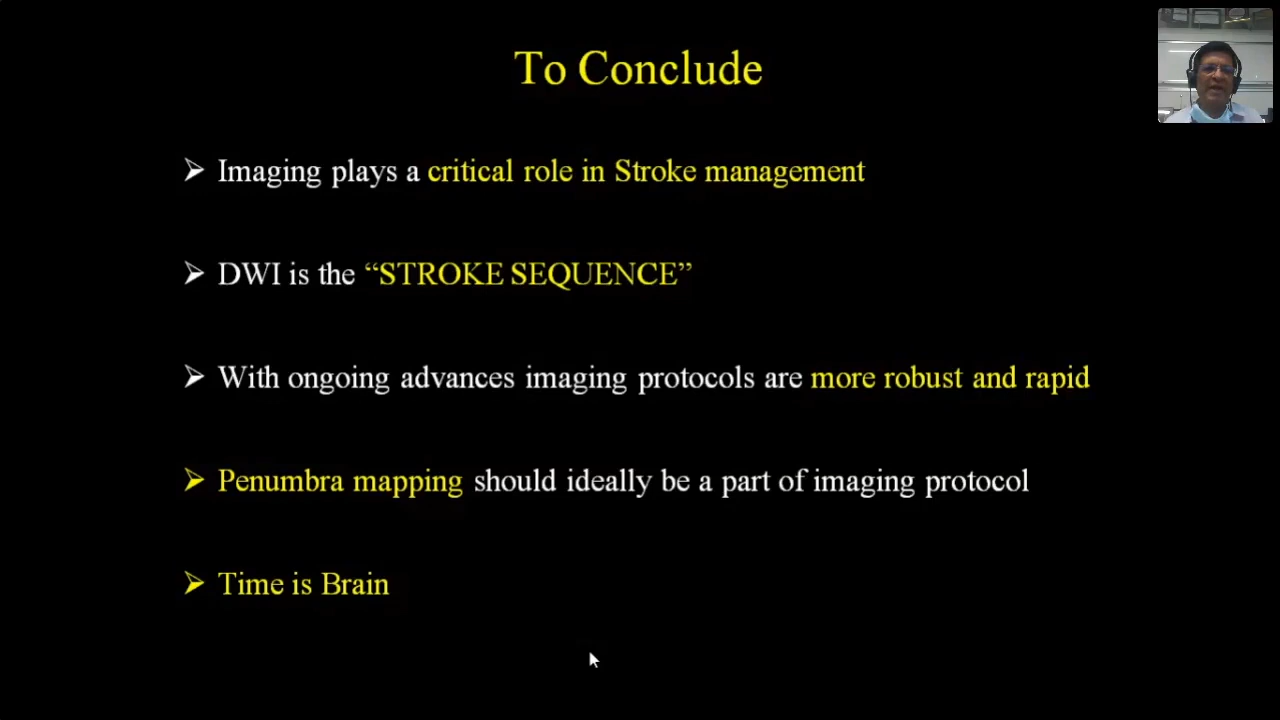 To Conclude
➢ Imaging plays a critical role in Stroke management
➢ DWI is the “STROKE SEQUENCE”
➢ With ongoing advances imaging protocols are more robust and rapid
➢ Penumbra mapping should ideally be a part of imaging protocol
➢ Time is Brain